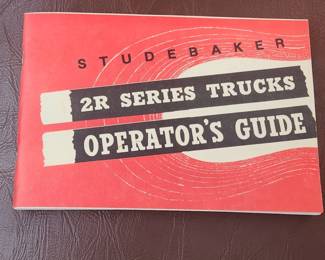 STUDEBAKER
2R SERIES TRUCKS
OPERATOR'S GUIDE